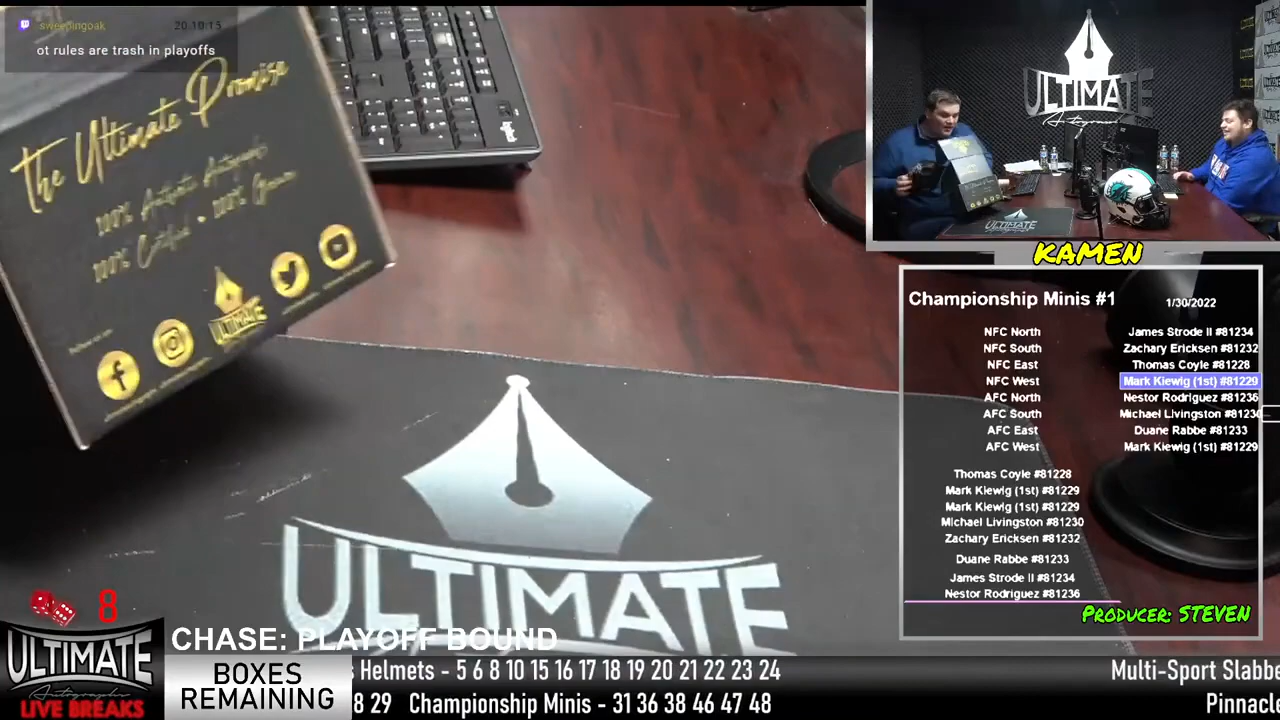 sweepingoak 20:10:15
ot rules are trash in playoffs
The Ultimate Promise
100% Authentic Autographs
100% Certified • 100% Genuine
ULTIMATE
logi
ULTIMATE
Autographs
KAMEN
Championship Minis #1 1/30/2022
NFC North James Strode II #81234
NFC South Zachary Ericksen #81232
NFC East Thomas Coyle #81228
NFC West Mark Kiewig (1st) #81229
AFC North Nestor Rodriguez #81236
AFC South Michael Livingston #8123
AFC East Duane Rabbe #81233
AFC West Mark Kiewig (1st) #81229
Thomas Coyle #81228
Mark Kiewig (1st) #81229
Mark Kiewig (1st) #81229
Michael Livingston #81230
Zachary Ericksen #81232
Duane Rabbe #81233
James Strode II #81234
Nestor Rodriguez #81236
PRODUCER: STEVEN
ULTIMATE
8
ULTIMATE
Autographs
LIVE BREAKS
CHASE: PLAYOFF BOUND
BOXES
REMAINING
s Helmets - 5 6 8 10 15 16 17 18 19 20 21 22 23 24 Multi-Sport Slabbe
8 29 Championship Minis - 31 36 38 46 47 48 Pinnacle